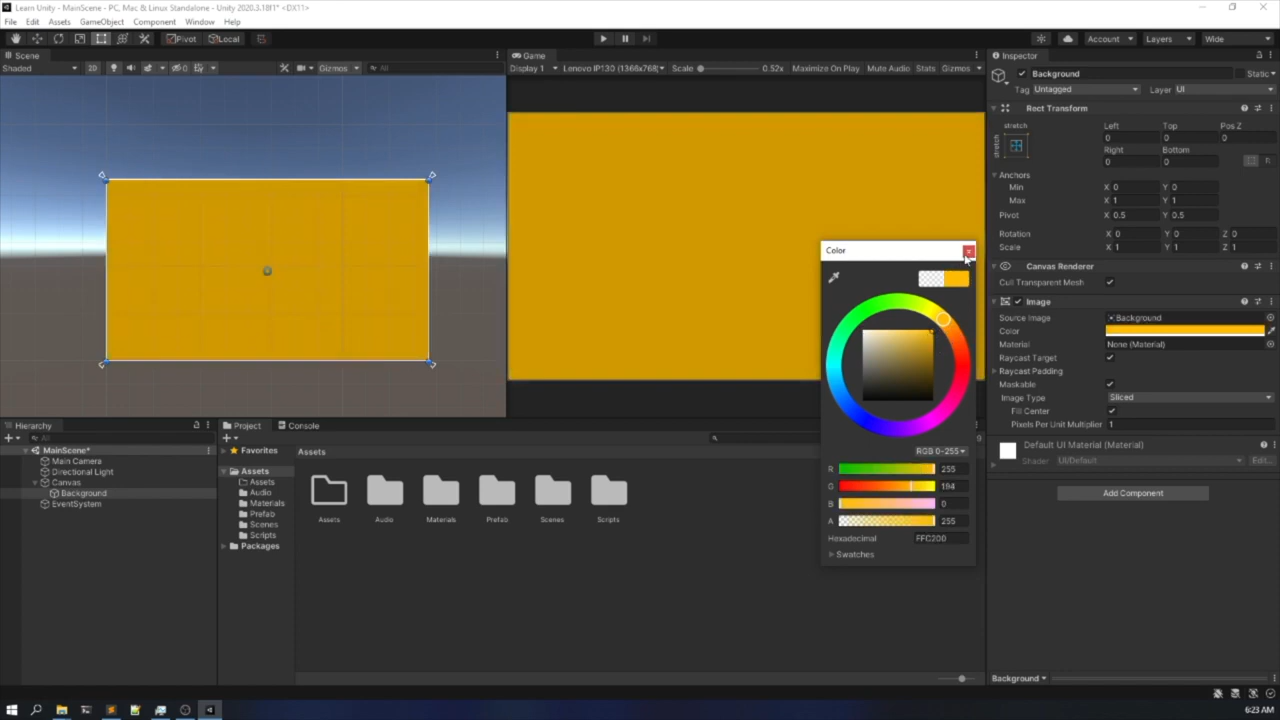 Learn Unity - MainScene - PC, Mac & Linux Standalone - Unity 2020.3.18f1* <DX11>
File Edit Assets GameObject Component Window Help
Pivot Local Account Layers Wide
Scene
Shaded 2D 0 Gizmos All
Game
Display 1 Lenovo IP130 (1366x768) Scale 0.52x Maximize On Play Mute Audio Stats Gizmos
Inspector
Background Static
Tag Untagged Layer UI
Rect Transform
stretch Left Top Pos Z
stretch 0 0 0
Right Bottom
0 0 R
Anchors
Min X 0 Y 0
Max X 1 Y 1
Pivot X 0.5 Y 0.5
Rotation X 0 Y 0 Z 0
Scale X 1 Y 1 Z 1
Canvas Renderer
Cull Transparent Mesh
Image
Source Image Background
Color
Material None (Material)
Raycast Target
Raycast Padding
Maskable
Image Type Sliced
Fill Center
Pixels Per Unit Multiplier 1
Default UI Material (Material)
Shader UI/Default Edit...
Add Component
Background
Color
RGB 0-255
R 255
G 194
B 0
A 255
Hexadecimal FFC200
Swatches
Hierarchy
All
MainScene*
Main Camera
Directional Light
Canvas
Background
EventSystem
Project Console
Favorites
Assets
Assets
Audio
Materials
Prefab
Scenes
Scripts
Packages
Assets
Assets Audio Materials Prefab Scenes Scripts
6:23 AM